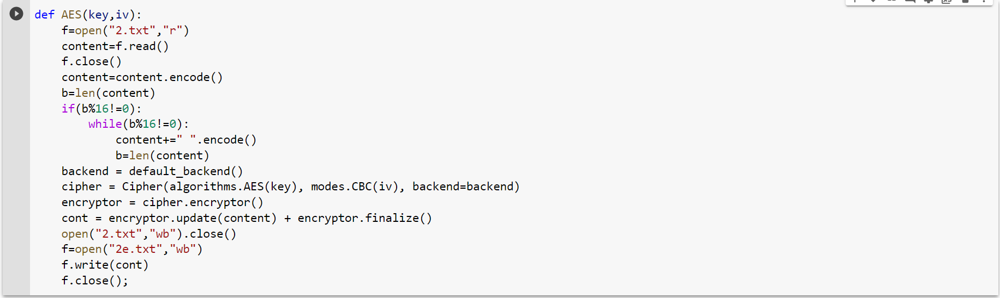 def AES(key,iv):
    f=open("2.txt","r")
    content=f.read()
    f.close()
    content=content.encode()
    b=len(content)
    if(b%16!=0):
        while(b%16!=0):
            content+=" ".encode()
            b=len(content)
    backend = default_backend()
    cipher = Cipher(algorithms.AES(key), modes.CBC(iv), backend=backend)
    encryptor = cipher.encryptor()
    cont = encryptor.update(content) + encryptor.finalize()
    open("2.txt","wb").close()
    f=open("2e.txt","wb")
    f.write(cont)
    f.close();